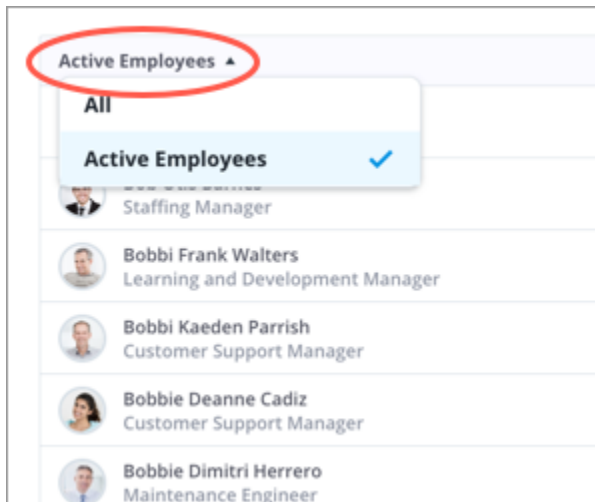 Active Employees ▲
All
Active Employees
Staffing Manager
Bobbi Frank Walters
Learning and Development Manager
Bobbi Kaeden Parrish
Customer Support Manager
Bobbie Deanne Cadiz
Customer Support Manager
Bobbie Dimitri Herrero
Maintenance Engineer